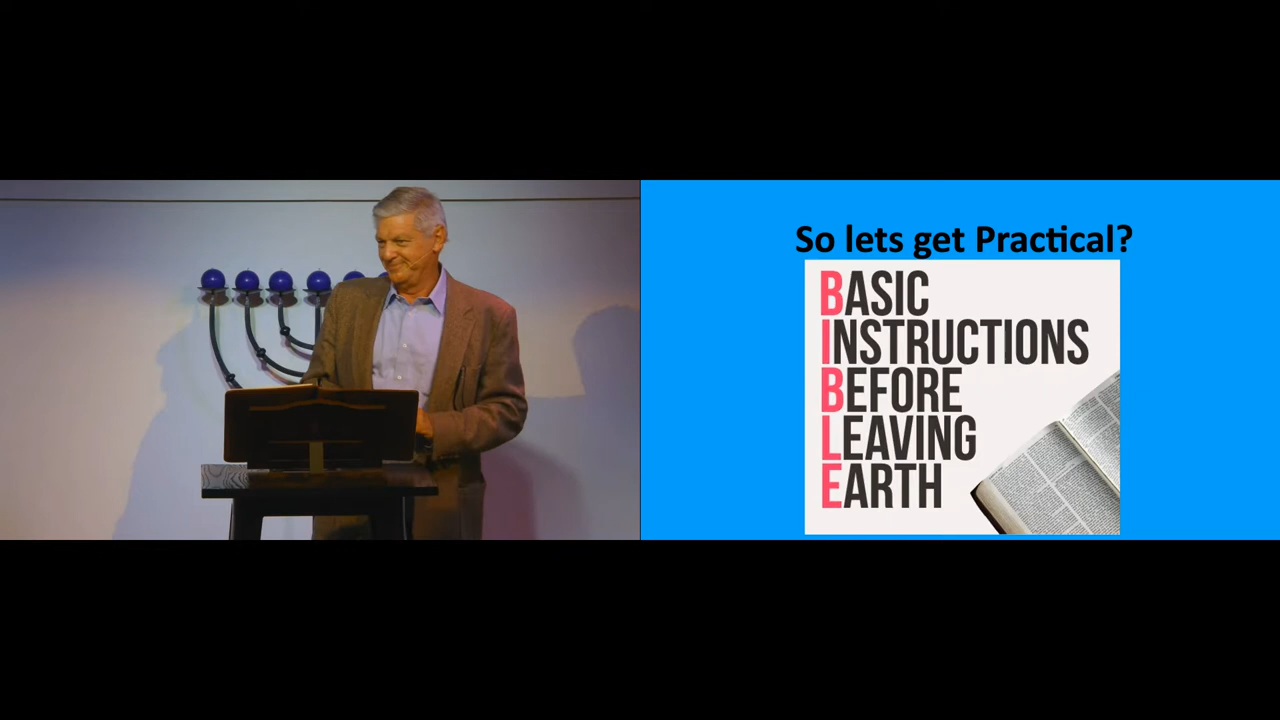 So lets get Practical?
BASIC
INSTRUCTIONS
BEFORE
LEAVING
EARTH